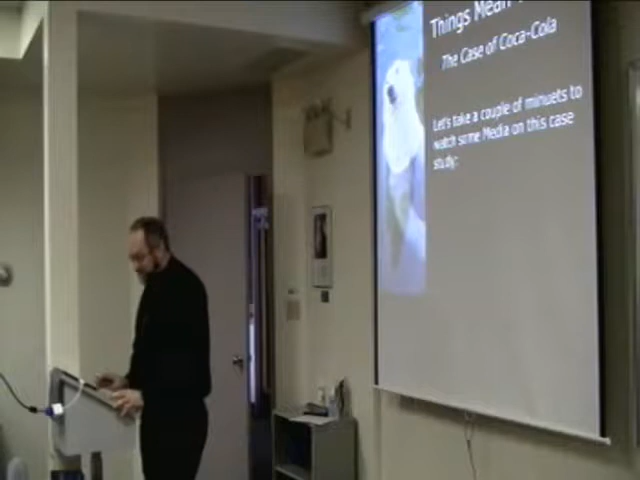 Things Mean
The Case of Coca-Cola
Let's take a couple of minuets to
watch some Media on this case
study: